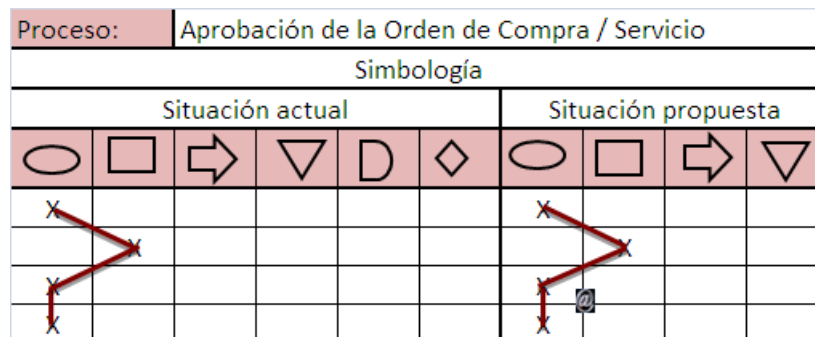 Proceso: Aprobación de la Orden de Compra / Servicio
Simbología
Situación actual Situación propuesta
X X
X X
X X
@
X X